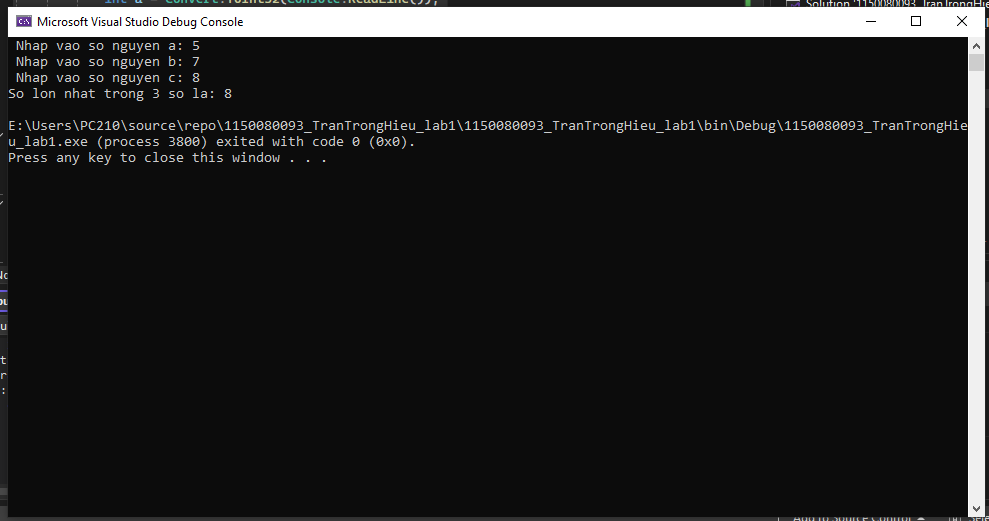 Microsoft Visual Studio Debug Console
Nhap vao so nguyen a: 5
Nhap vao so nguyen b: 7
Nhap vao so nguyen c: 8
So lon nhat trong 3 so la: 8
E:\Users\PC210\source\repo\1150080093_TranTrongHieu_lab1\1150080093_TranTrongHieu_lab1\bin\Debug\1150080093_TranTrongHie
u_lab1.exe (process 3800) exited with code 0 (0x0).
Press any key to close this window . . .